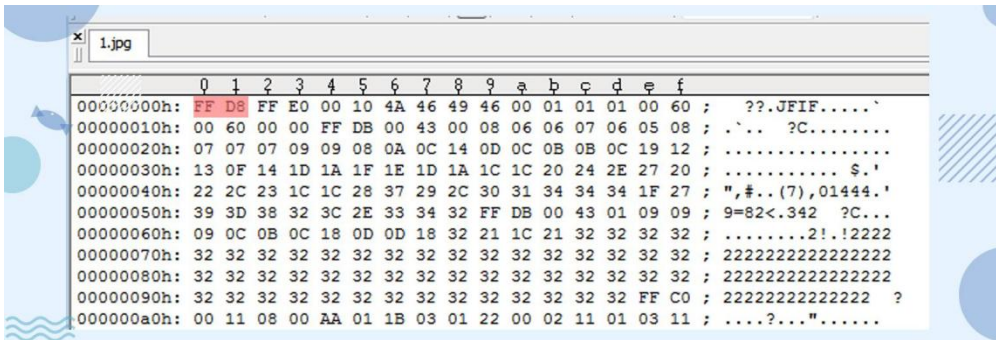 1.jpg
0 1 2 3 4 5 6 7 8 9 a b c d e f
00000000h: FF D8 FF E0 00 10 4A 46 49 46 00 01 01 01 00 60 ; ??.JFIF.....`
00000010h: 00 60 00 00 FF DB 00 43 00 08 06 06 07 06 05 08 ; .`.. ?C........
00000020h: 07 07 07 09 09 08 0A 0C 14 0D 0C 0B 0B 0C 19 12 ; ................
00000030h: 13 0F 14 1D 1A 1F 1E 1D 1A 1C 1C 20 24 2E 27 20 ; ........... $.'
00000040h: 22 2C 23 1C 1C 28 37 29 2C 30 31 34 34 34 1F 27 ; ",#..(7),01444.'
00000050h: 39 3D 38 32 3C 2E 33 34 32 FF DB 00 43 01 09 09 ; 9=82<.342 ?C...
00000060h: 09 0C 0B 0C 18 0D 0D 18 32 21 1C 21 32 32 32 32 ; ........2!.!2222
00000070h: 32 32 32 32 32 32 32 32 32 32 32 32 32 32 32 32 ; 2222222222222222
00000080h: 32 32 32 32 32 32 32 32 32 32 32 32 32 32 32 32 ; 2222222222222222
00000090h: 32 32 32 32 32 32 32 32 32 32 32 32 32 32 FF C0 ; 22222222222222 ?
000000a0h: 00 11 08 00 AA 01 1B 03 01 22 00 02 11 01 03 11 ; ....?..."......